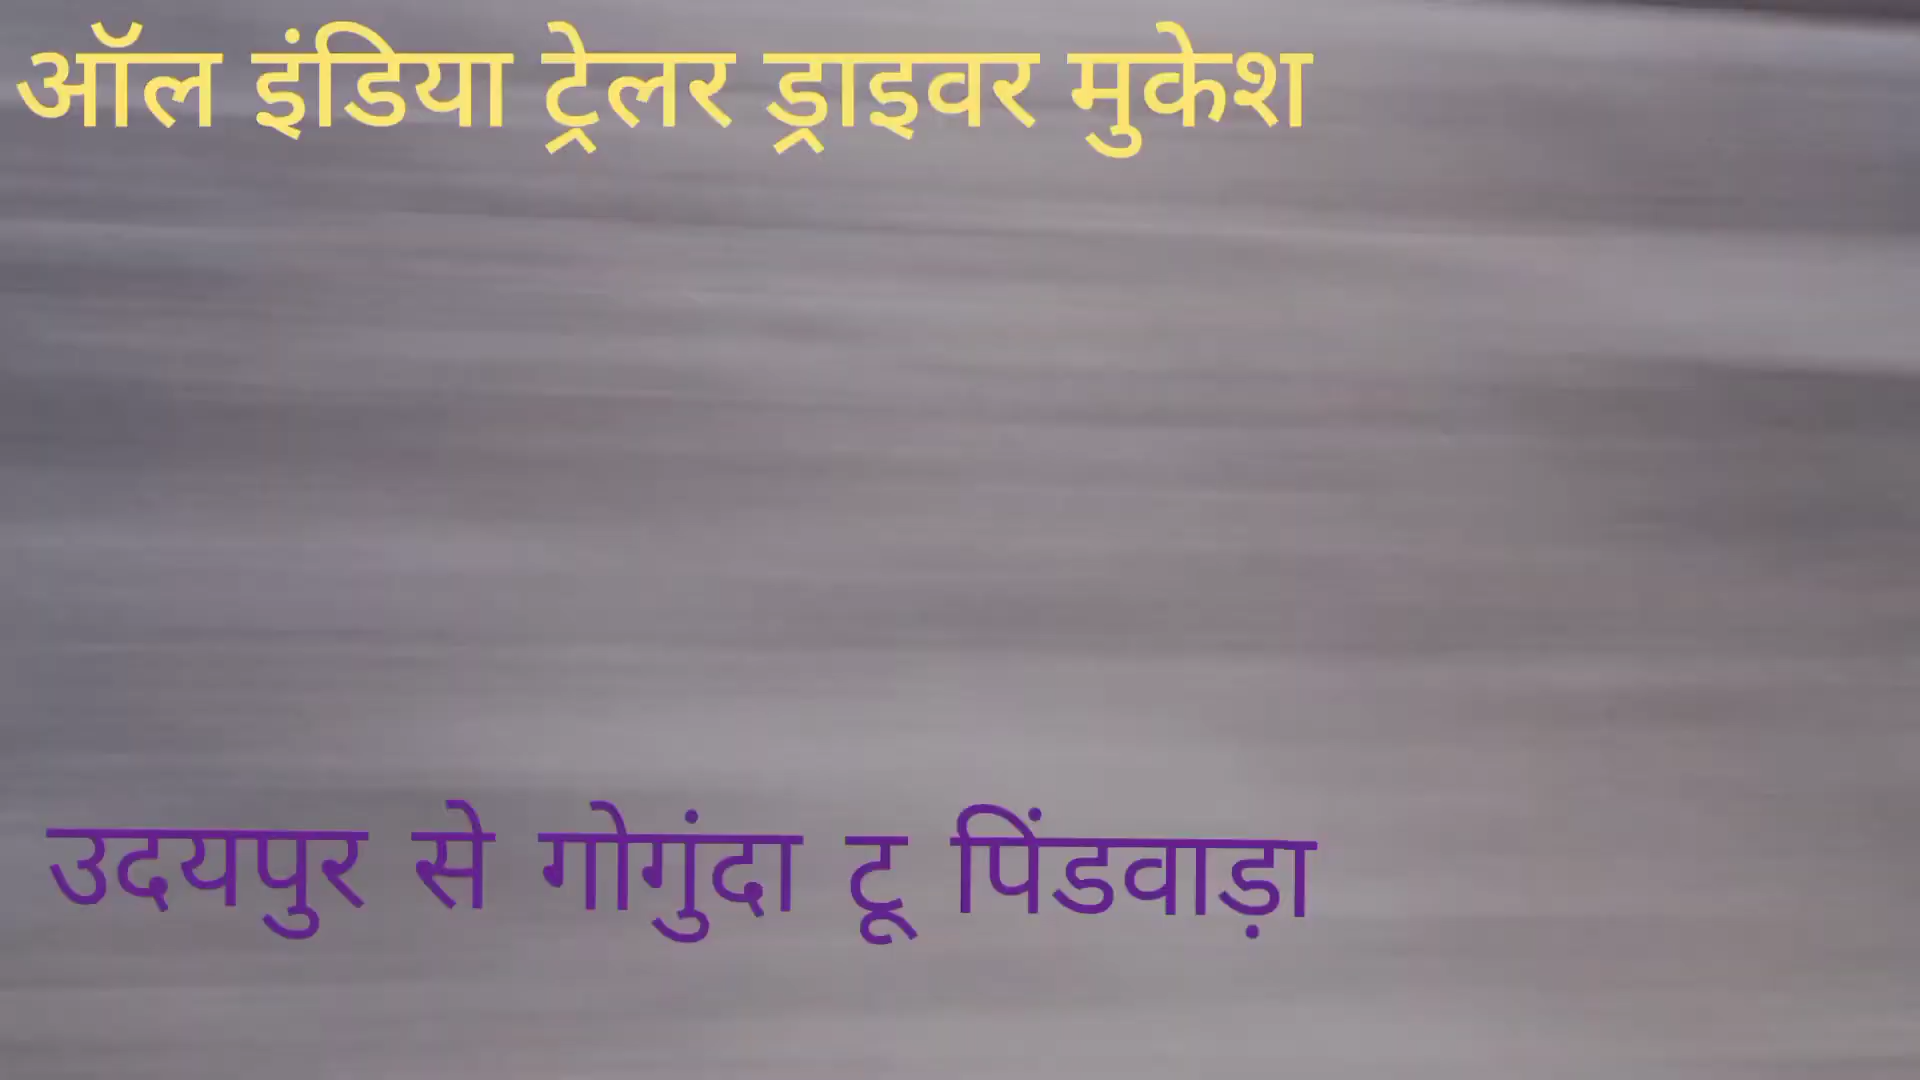 ऑल इंडिया ट्रेलर ड्राइवर मुकेश
उदयपुर से गोगुंदा टू पिंडवाड़ा